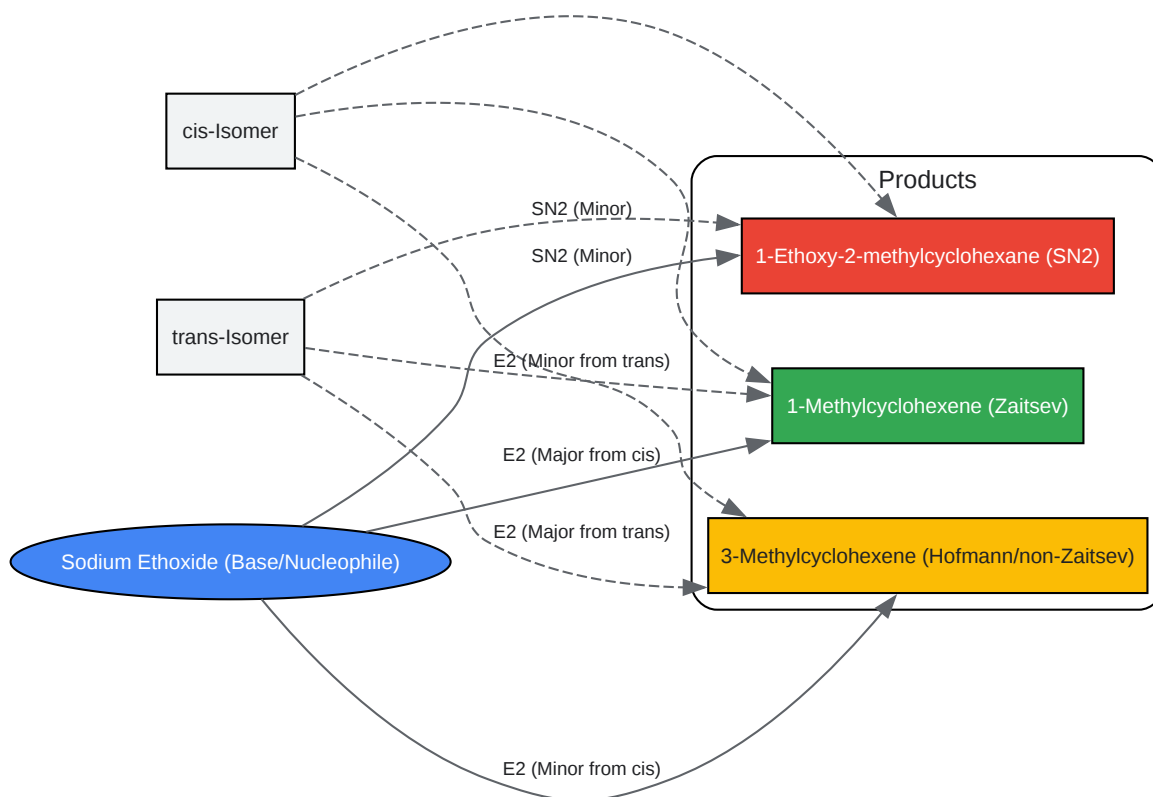 cis-Isomer
Products
SN2 (Minor)
1-Ethoxy-2-methylcyclohexane (SN2)
SN2 (Minor)
trans-Isomer
E2 (Minor from trans)
1-Methylcyclohexene (Zaitsev)
E2 (Major from cis)
E2 (Major from trans)
3-Methylcyclohexene (Hofmann/non-Zaitsev)
Sodium Ethoxide (Base/Nucleophile)
E2 (Minor from cis)